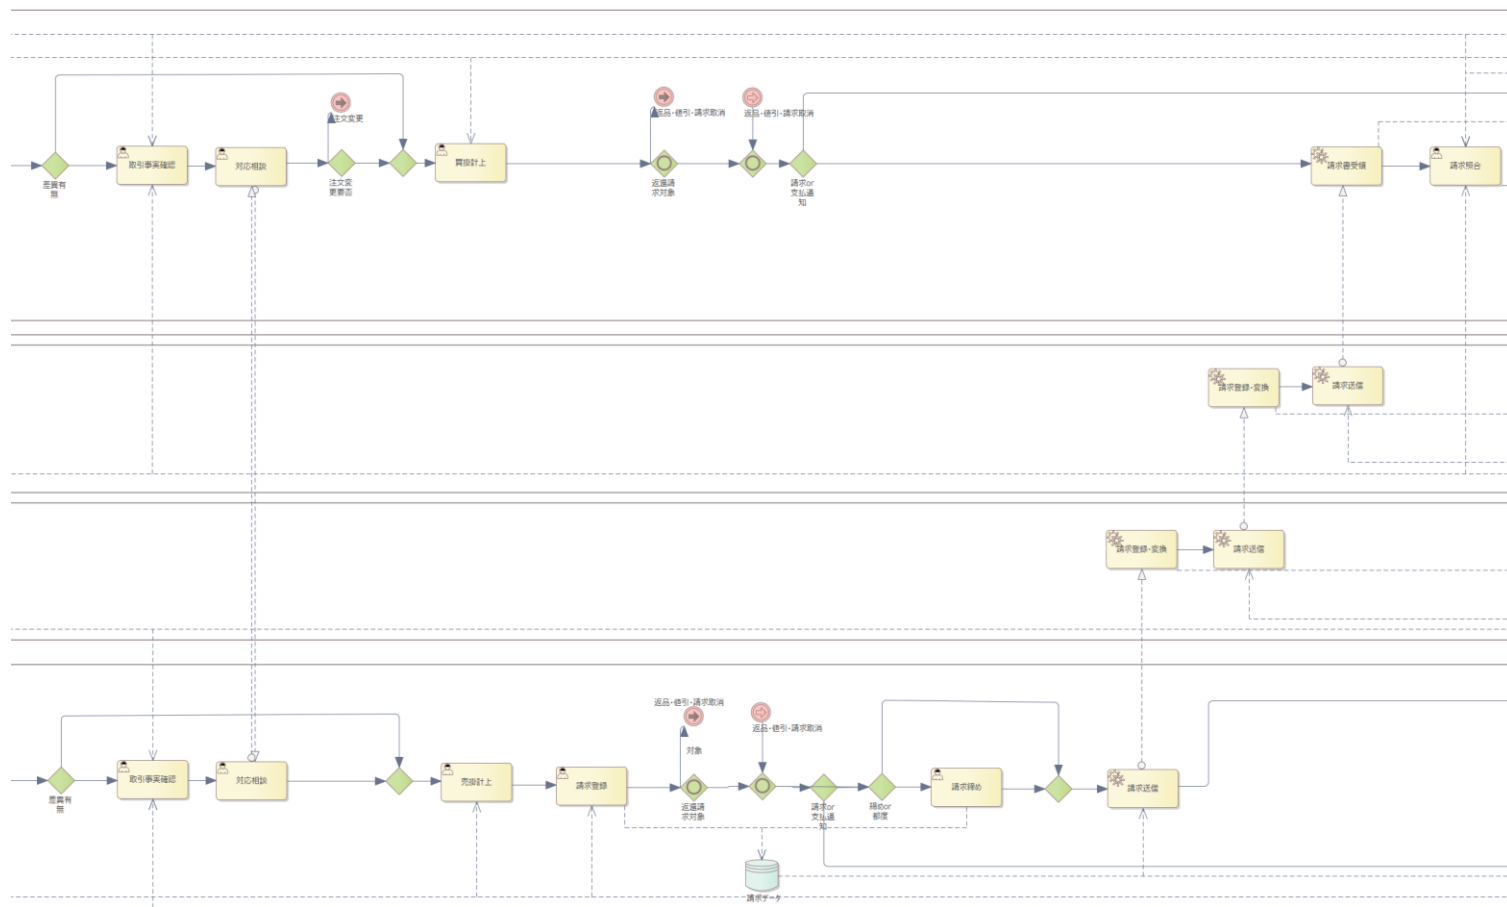 注文変更
返品・値引・請求取消
返品・値引・請求取消
取引事実確認
対応相談
買掛計上
請求書受領
請求照合
差異有
無
注文変
更要否
返還請
求対象
請求or
支払通
知
請求登録・変換
請求送信
請求登録・変換
請求送信
返品・値引・請求取消
返品・値引・請求取消
対象
取引事実確認
対応相談
売掛計上
請求登録
請求締め
請求送信
差異有
無
返還請
求対象
請求or
支払通
知
締めor
都度
請求データ